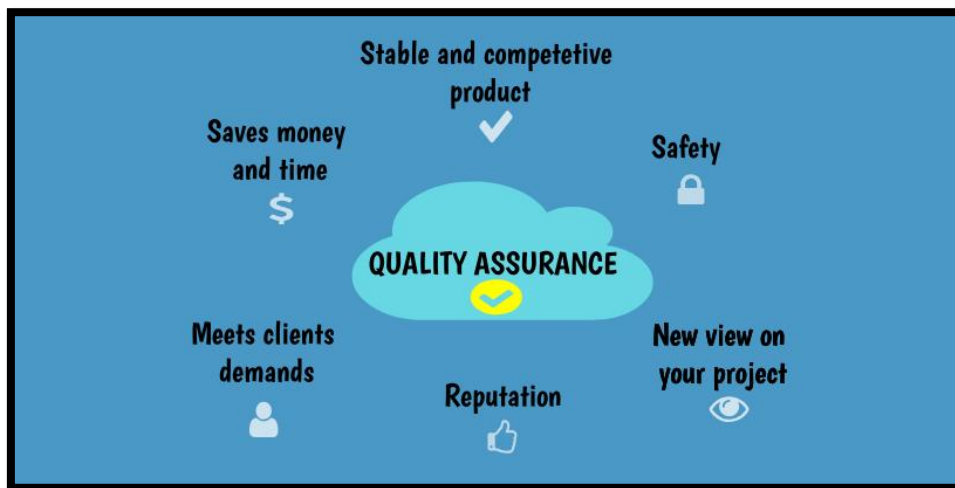 Stable and competetive
product
Saves money
and time
$
Safety
QUALITY ASSURANCE
Meets clients
demands
Reputation
New view on
your project